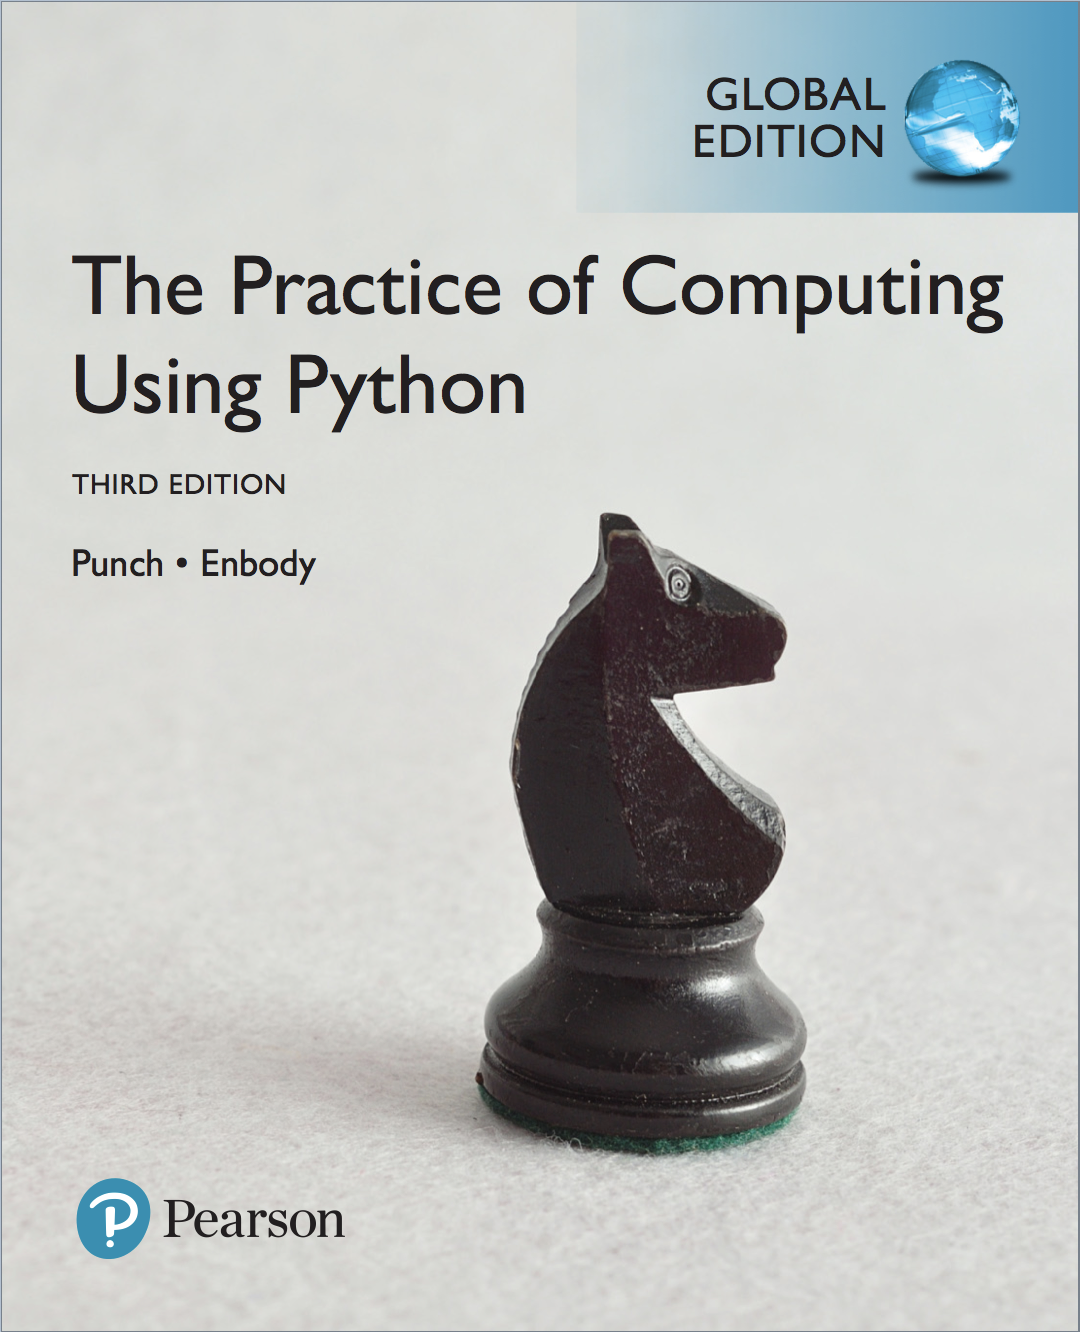 GLOBAL
EDITION
The Practice of Computing
Using Python
THIRD EDITION
Punch • Enbody
Pearson